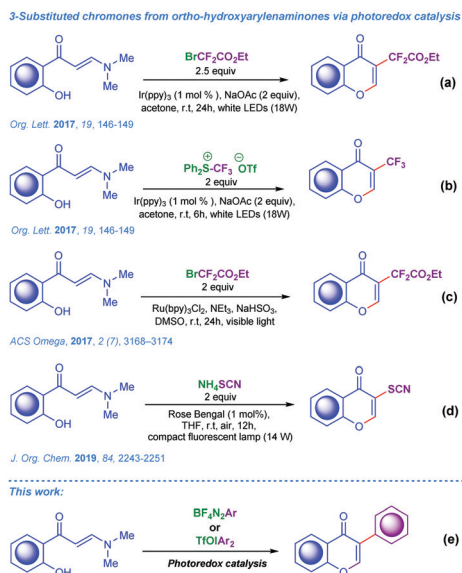 3-Substituted chromones from ortho-hydroxyarylenaminones via photoredox catalysis
O
N
Me
Me
OH
BrCF₂CO₂Et
2.5 equiv
Ir(ppy)₃ (1 mol % ), NaOAc (2 equiv),
acetone, r.t, 24h, white LEDs (18W)
O
CF₂CO₂Et
O
(a)
Org. Lett. 2017, 19, 146-149
O
N
Me
Me
OH
Ph₂S–CF₃ OTf
⊕ ⊖
2 equiv
Ir(ppy)₃ (1 mol % ), NaOAc (2 equiv),
acetone, r.t, 6h, white LEDs (18W)
O
CF₃
O
(b)
Org. Lett. 2017, 19, 146-149
O
N
Me
Me
OH
BrCF₂CO₂Et
2 equiv
Ru(bpy)₃Cl₂, NEt₃, NaHSO₃,
DMSO, r.t, 24h, visible light
O
CF₂CO₂Et
O
(c)
ACS Omega, 2017, 2 (7), 3168–3174
O
N
Me
Me
OH
NH₄SCN
2 equiv
Rose Bengal (1 mol%),
THF, r.t, air, 12h,
compact fluorescent lamp (14 W)
O
SCN
O
(d)
J. Org. Chem. 2019, 84, 2243-2251
This work:
O
N
Me
Me
OH
BF₄N₂Ar
or
TfOIAr₂
Photoredox catalysis
O
O
(e)